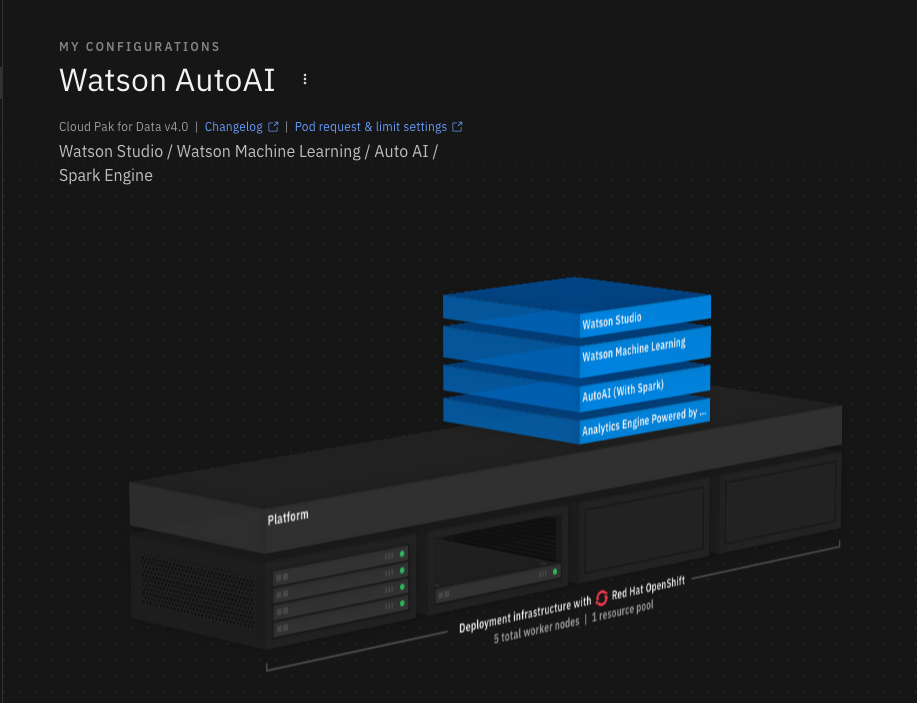 MY CONFIGURATIONS
Watson AutoAI
Cloud Pak for Data v4.0 | Changelog | Pod request & limit settings
Watson Studio / Watson Machine Learning / Auto AI /
Spark Engine
Watson Studio
Watson Machine Learning
AutoAI (With Spark)
Analytics Engine Powered by ...
Platform
Deployment infrastructure with Red Hat OpenShift
5 total worker nodes | 1 resource pool